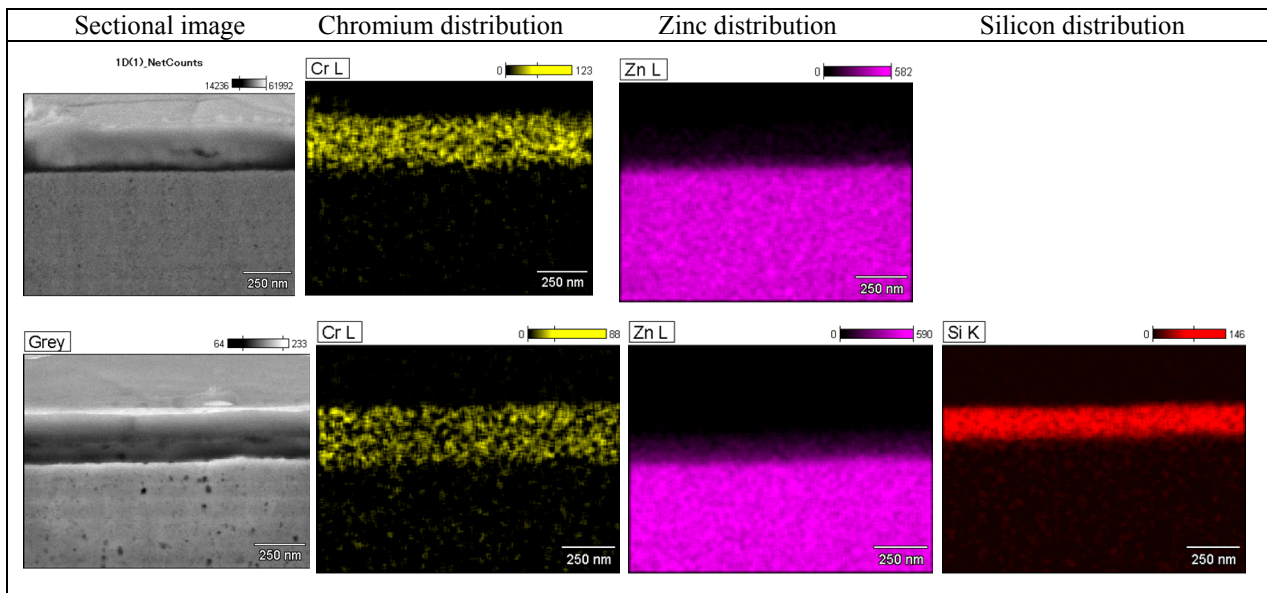 Sectional image Chromium distribution Zinc distribution Silicon distribution
1D(1)_NetCounts
14236 61992
250 nm
Cr L
0 123
250 nm
Zn L
0 582
250 nm
Grey
64 233
250 nm
Cr L
0 88
250 nm
Zn L
0 590
250 nm
Si K
0 146
250 nm